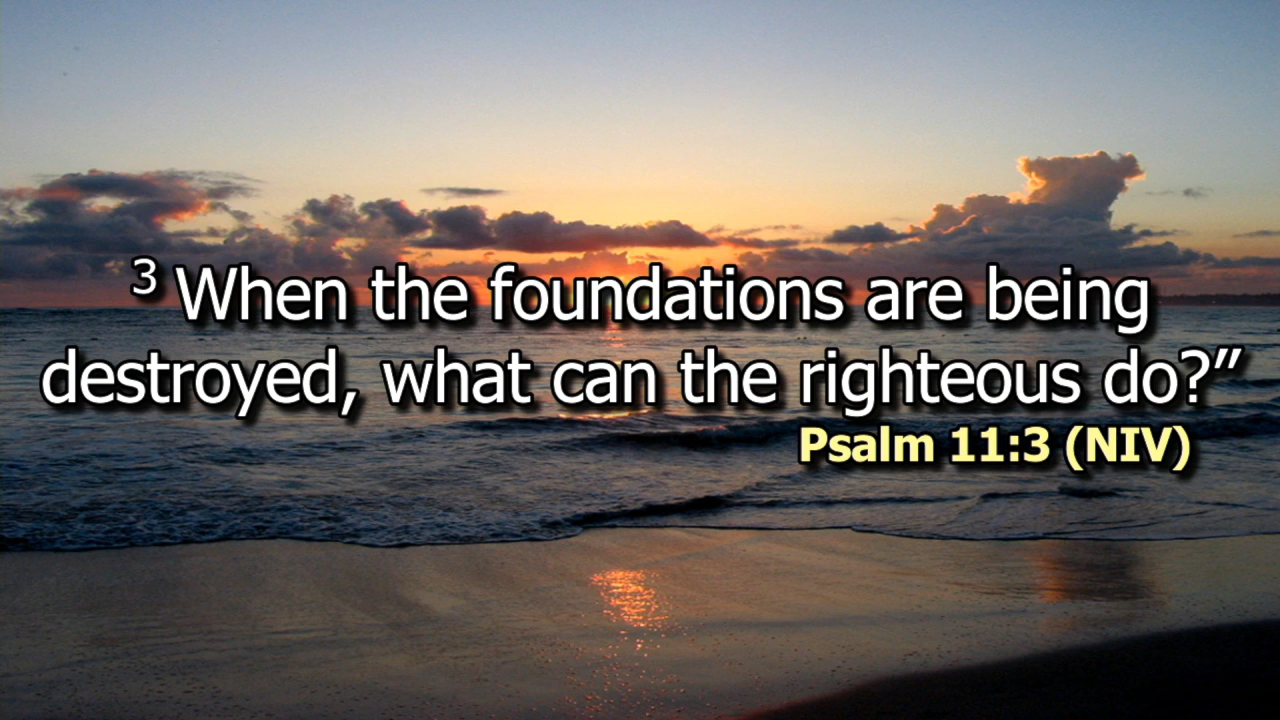 ³ When the foundations are being
destroyed, what can the righteous do?”
Psalm 11:3 (NIV)